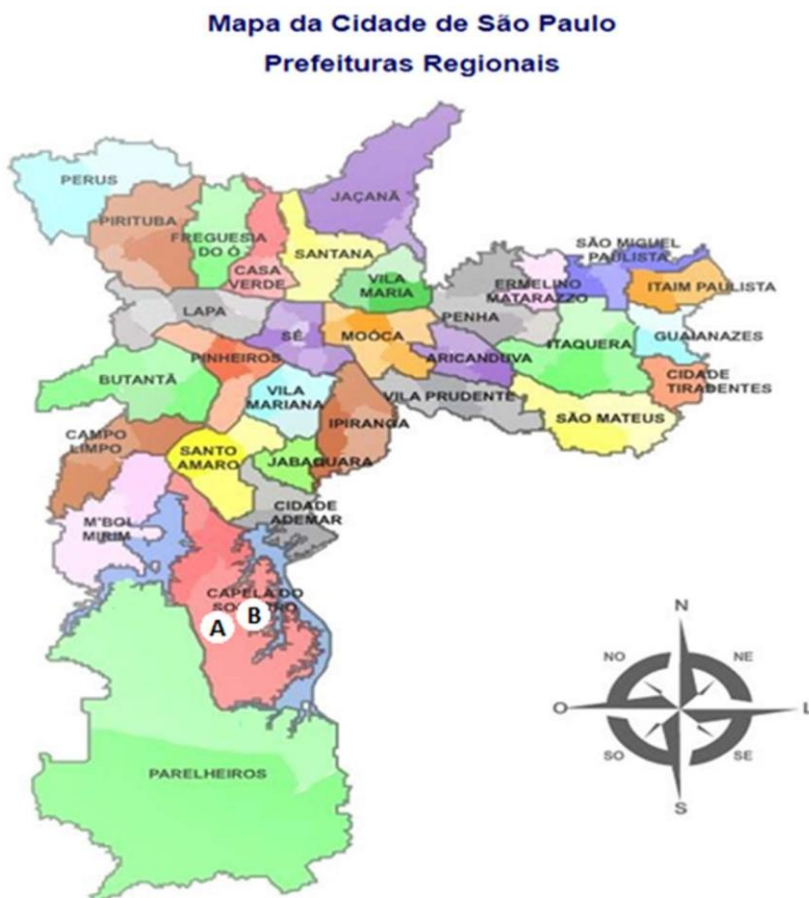 Mapa da Cidade de São Paulo
Prefeituras Regionais
PERUS
JAÇANÃ
PIRITUBA
FREGUESIA
DO Ó
CASA
VERDE
SANTANA
VILA
MARIA
SÃO MIGUEL
PAULISTA
ERMELINO
MATARAZZO
ITAIM PAULISTA
LAPA
SÉ
MOÓCA
PENHA
GUAIANAZES
ITAQUERA
PINHEIROS
ARICANDUVA
BUTANTÃ
VILA
MARIANA
VILA PRUDENTE
CIDADE
TIRADENTES
SÃO MATEUS
IPIRANGA
CAMPO
LIMPO
SANTO
AMARO
JABAQUARA
CIDADE
ADEMAR
M'BOI
MIRIM
CAPELA DO
A B
PARELHEIROS
N
NO NE
O L
SO SE
S